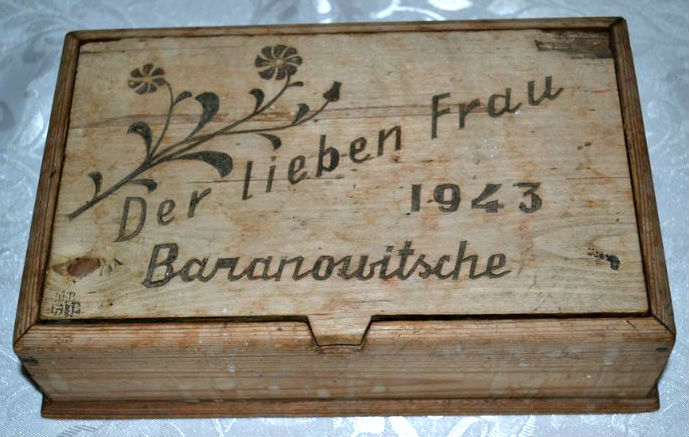 Der lieben Frau
1943
Baranowitsche